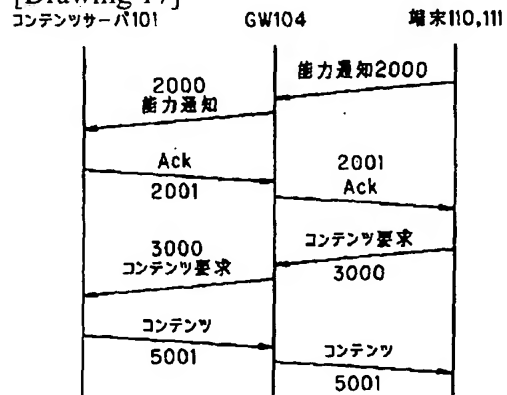 [Drawing 17]
コンテンツサーバ101 GW104 端末110,111
能力通知2000
2000
能力通知
Ack
2001
2001
Ack
コンテンツ要求
3000
3000
コンテンツ要求
コンテンツ
5001
コンテンツ
5001